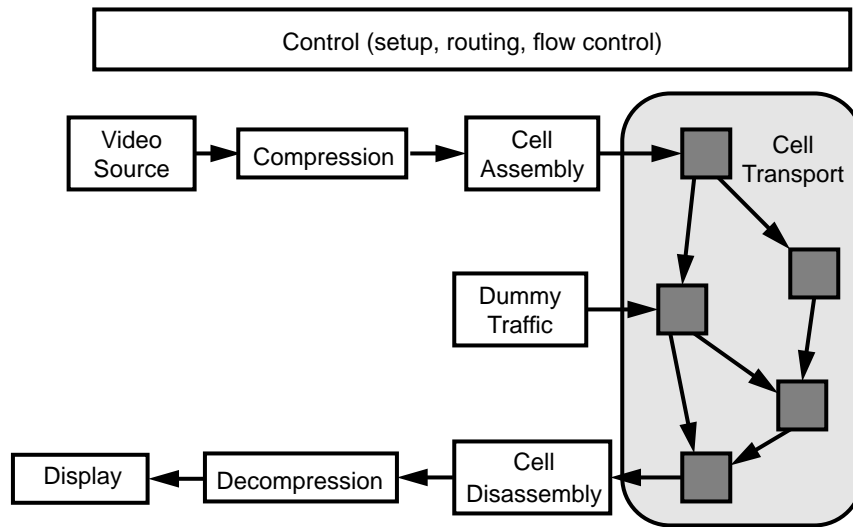 Control (setup, routing, flow control)
Video
Source
Compression
Cell
Assembly
Cell
Transport
Dummy
Traffic
Display
Decompression
Cell
Disassembly